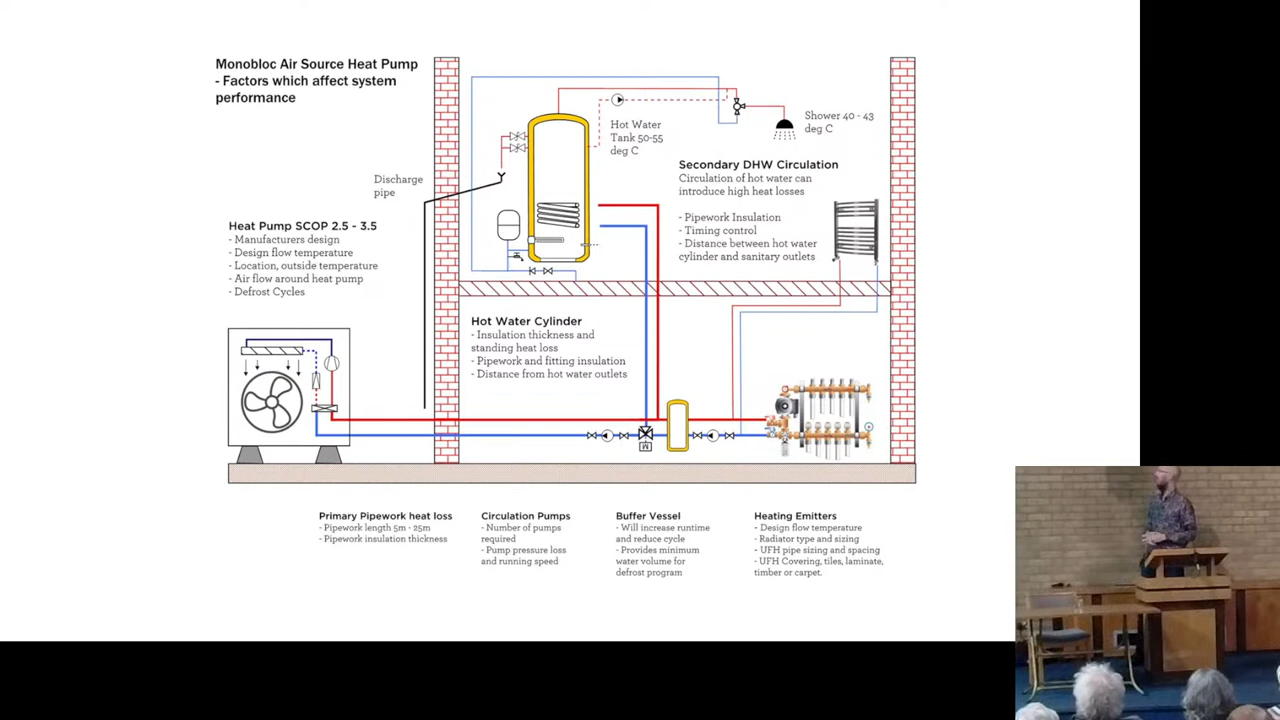 Monobloc Air Source Heat Pump
- Factors which affect system
performance
Shower 40 - 43
deg C
Hot Water
Tank 50-55
deg C
Secondary DHW Circulation
Circulation of hot water can
introduce high heat losses
- Pipework Insulation
- Timing control
- Distance between hot water
cylinder and sanitary outlets
Discharge
pipe
Heat Pump SCOP 2.5 - 3.5
- Manufacturers design
- Design flow temperature
- Location, outside temperature
- Air flow around heat pump
- Defrost Cycles
Hot Water Cylinder
- Insulation thickness and
standing heat loss
- Pipework and fitting insulation
- Distance from hot water outlets
M
Primary Pipework heat loss
- Pipework length 5m - 25m
- Pipework insulation thickness
Circulation Pumps
- Number of pumps
required
- Pump pressure loss
and running speed
Buffer Vessel
- Will increase runtime
and reduce cycle
- Provides minimum
water volume for
defrost program
Heating Emitters
- Design flow temperature
- Radiator type and sizing
- UFH pipe sizing and spacing
- UFH Covering, tiles, laminate,
timber or carpet.